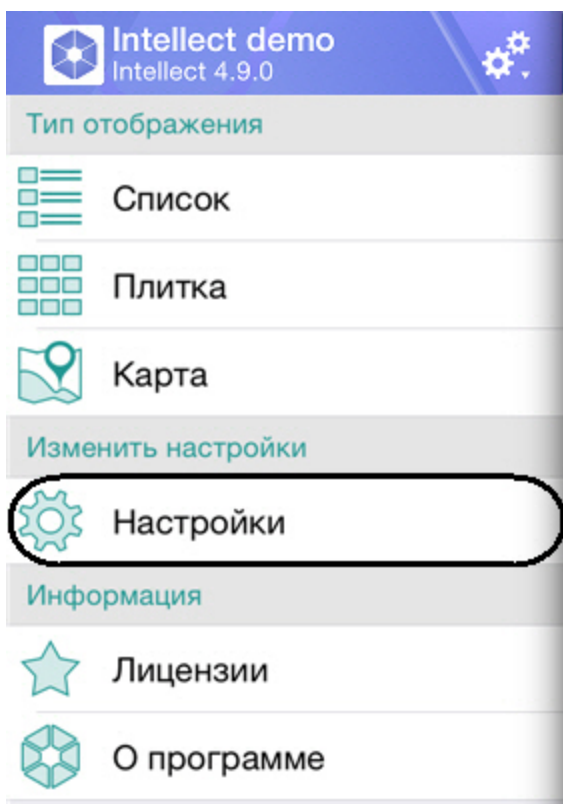 Intellect demo
Intellect 4.9.0
Тип отображения
Список
Плитка
Карта
Изменить настройки
Настройки
Информация
Лицензии
О программе